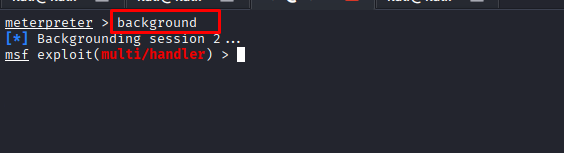 meterpreter > background
[*] Backgrounding session 2...
msf exploit(multi/handler) >